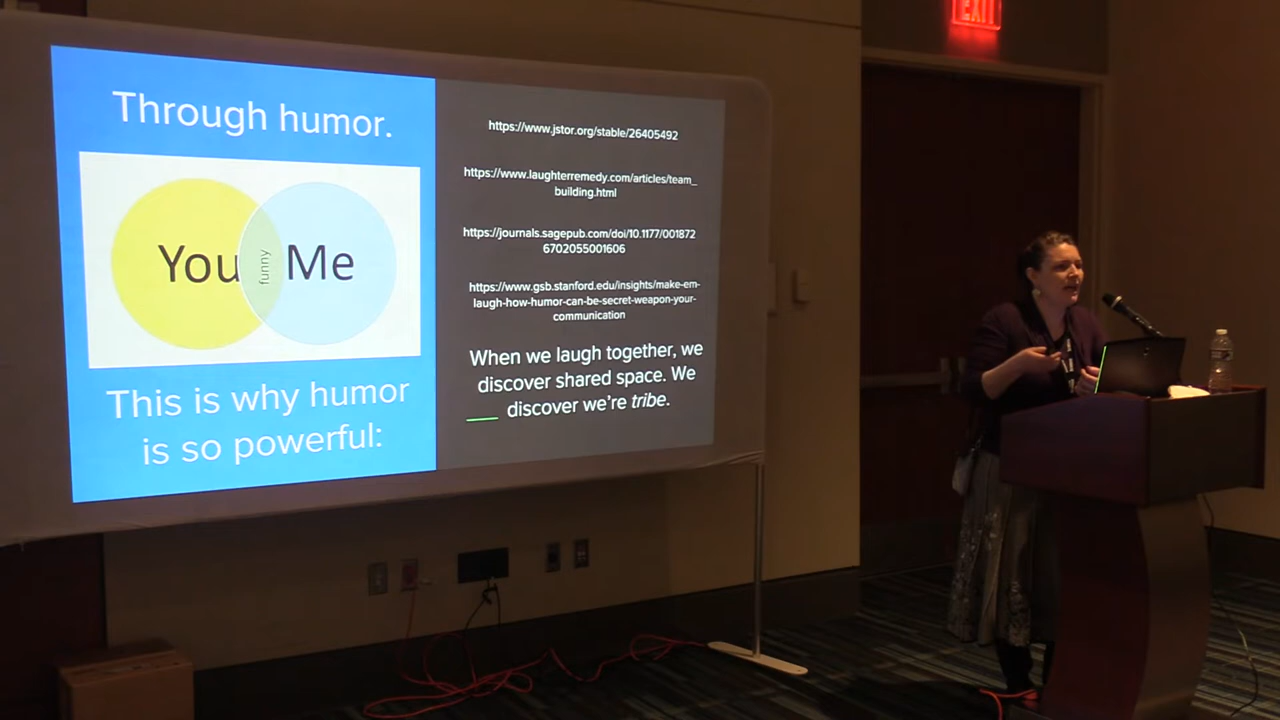 EXIT
Through humor.
You
funny
Me
This is why humor
is so powerful:
https://www.jstor.org/stable/26405492
https://www.laughterremedy.com/articles/team_
building.html
https://journals.sagepub.com/doi/10.1177/001872
6702055001606
https://www.gsb.stanford.edu/insights/make-em-
laugh-how-humor-can-be-secret-weapon-your-
communication
When we laugh together, we
discover shared space. We
discover we're tribe.